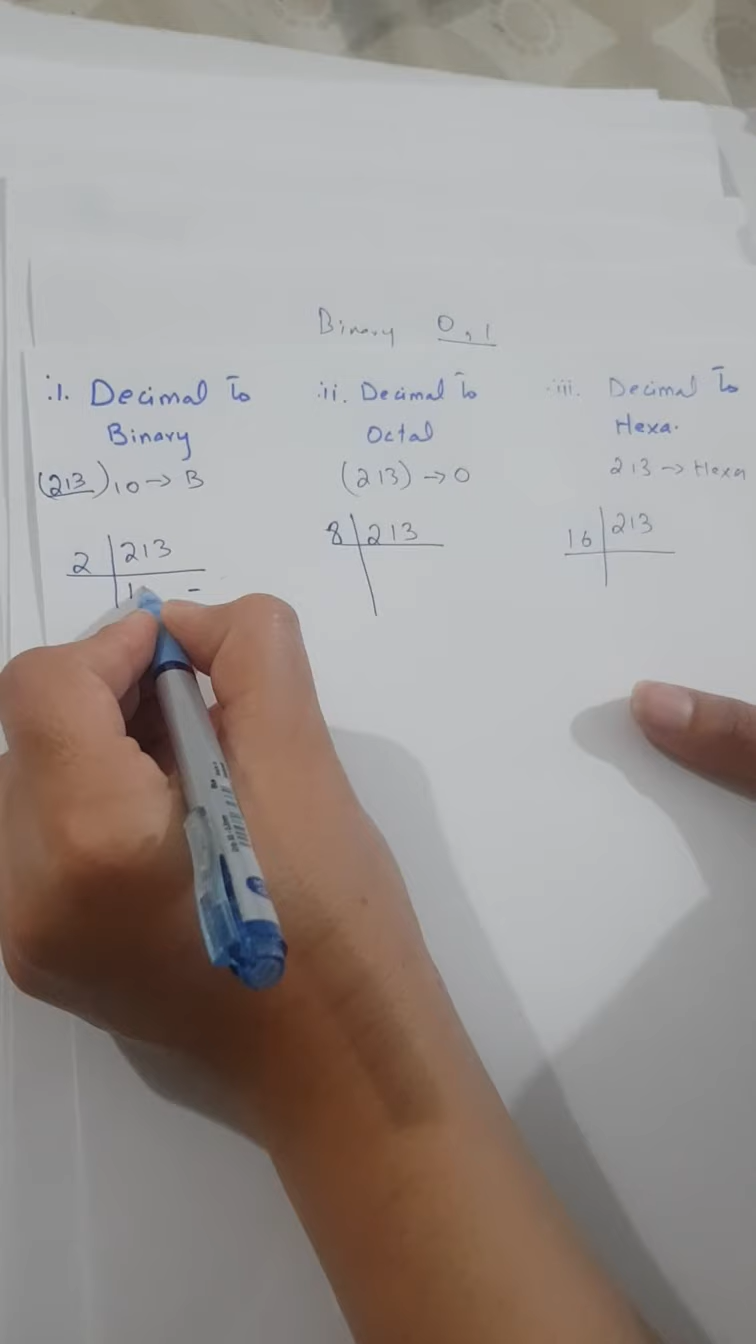 Binary 0, 1
i. Decimal To
Binary
(213)10 → B
2 | 213
1 -
ii. Decimal To
Octal
(213) → O
8 | 213
iii. Decimal To
Hexa.
213 → Hexa
16 | 213